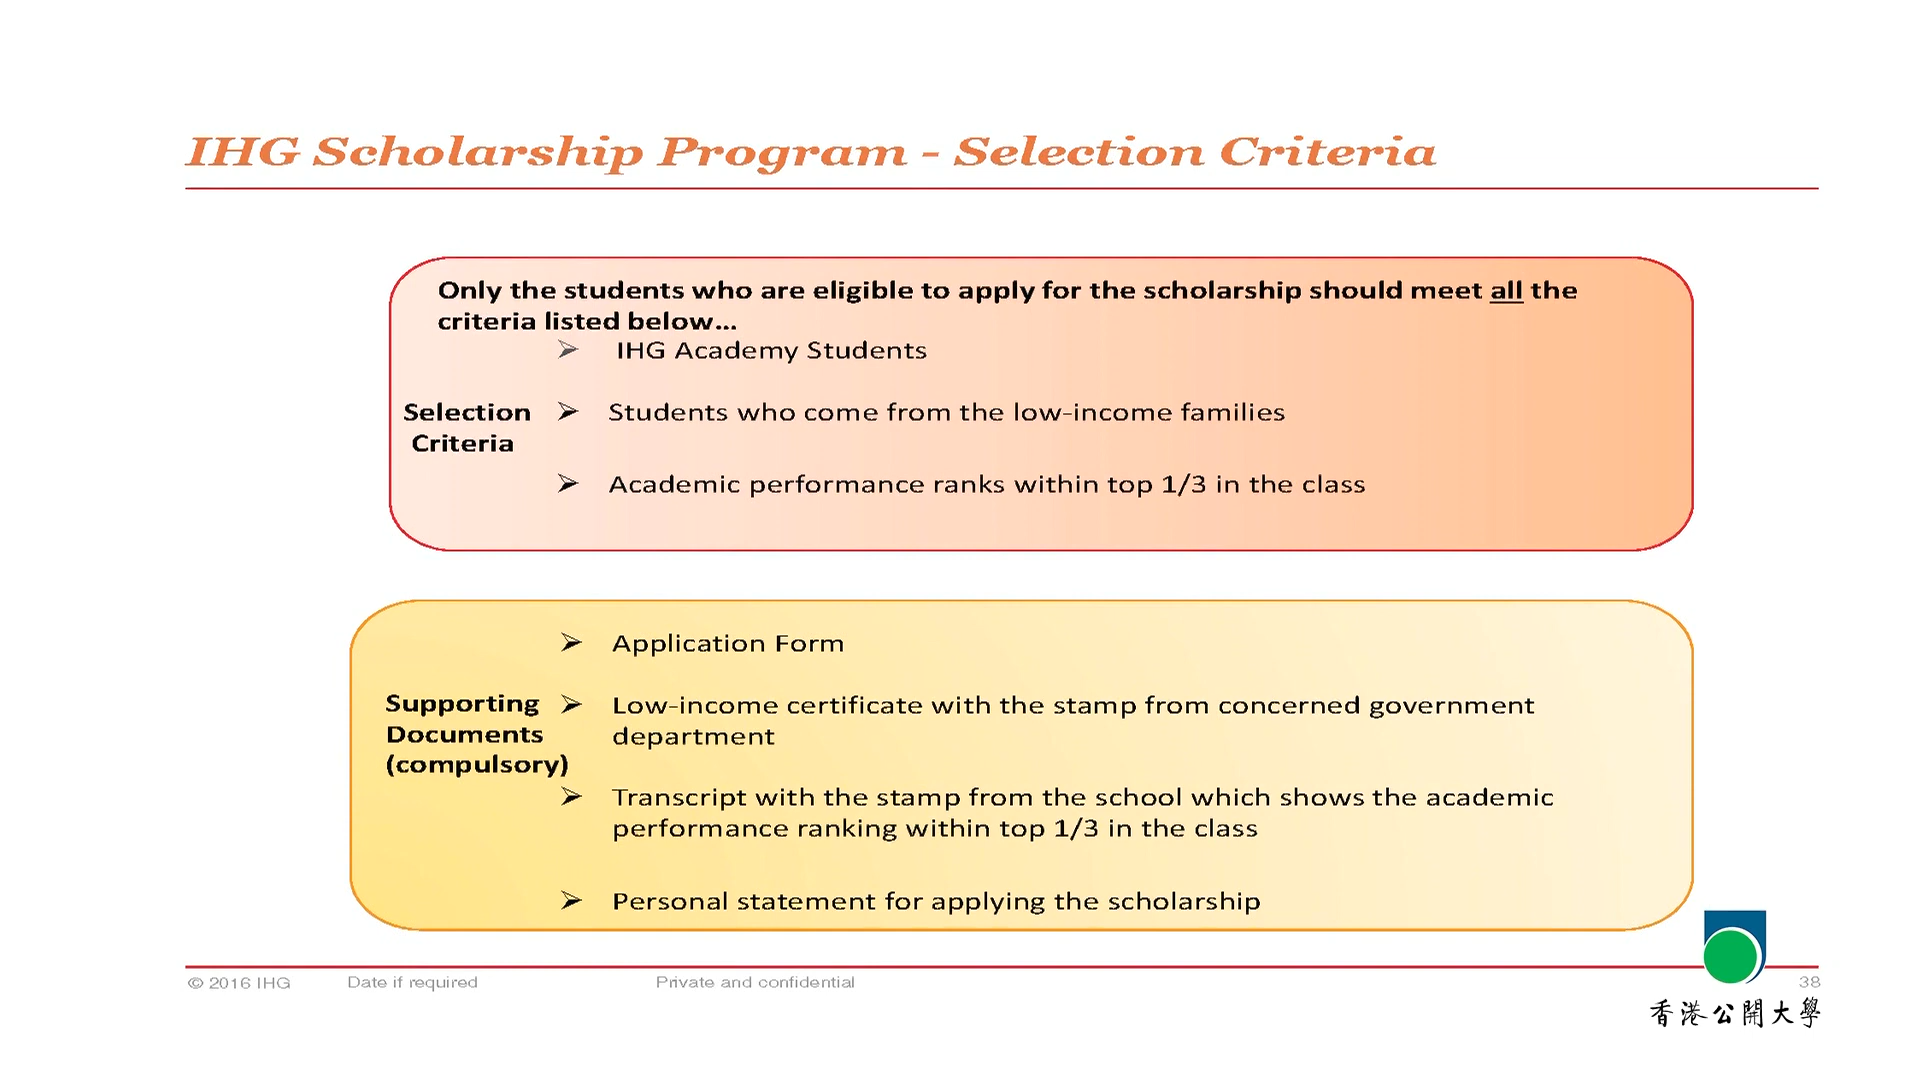 IHG Scholarship Program - Selection Criteria
Only the students who are eligible to apply for the scholarship should meet all the
criteria listed below...
➢ IHG Academy Students
Selection
Criteria
➢ Students who come from the low-income families
➢ Academic performance ranks within top 1/3 in the class
➢ Application Form
Supporting
Documents
(compulsory)
➢ Low-income certificate with the stamp from concerned government
department
➢ Transcript with the stamp from the school which shows the academic
performance ranking within top 1/3 in the class
➢ Personal statement for applying the scholarship
© 2016 IHG Date if required Private and confidential 38
香港公開大學